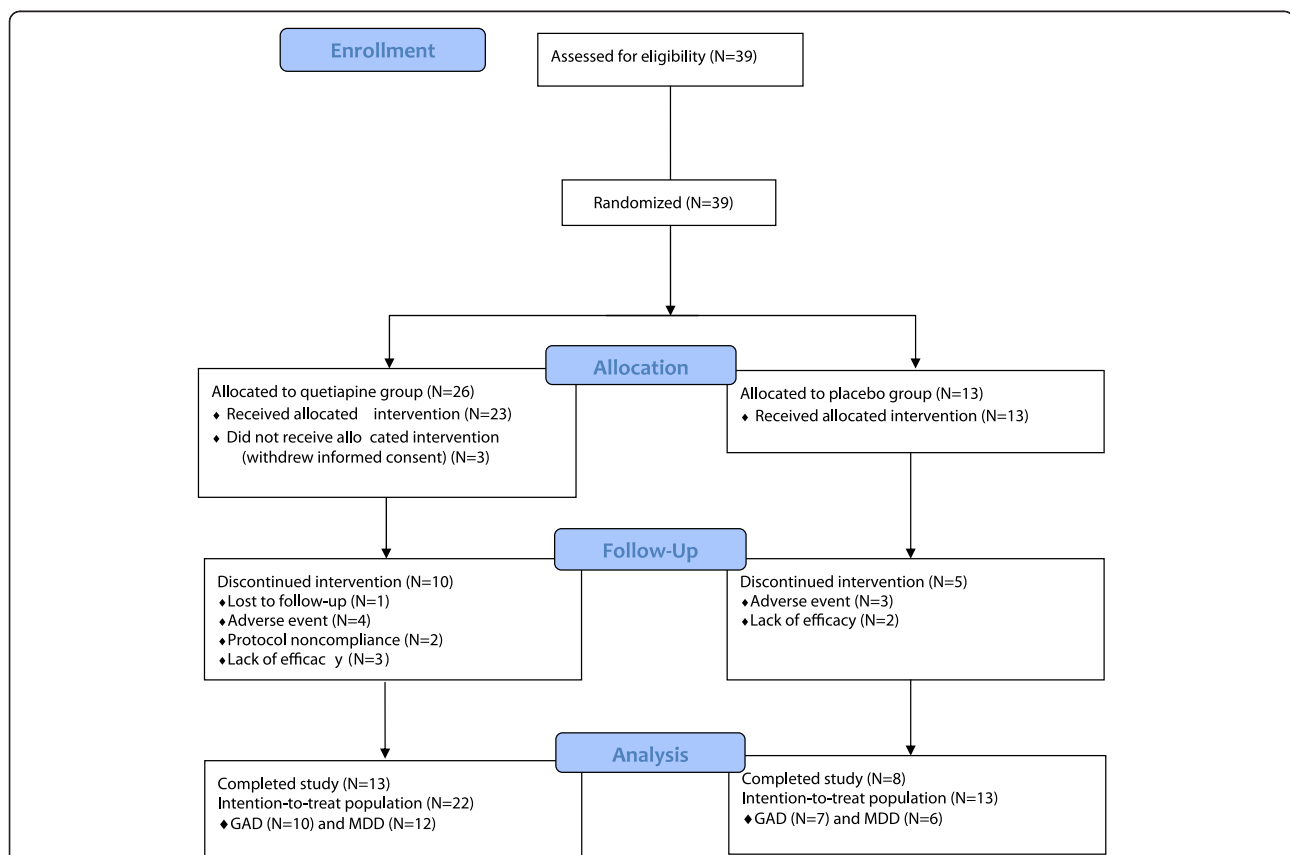 Enrollment
Assessed for eligibility (N=39)
Randomized (N=39)
Allocation
Allocated to quetiapine group (N=26)
♦ Received allocated intervention (N=23)
♦ Did not receive allo cated intervention
(withdrew informed consent) (N=3)
Allocated to placebo group (N=13)
♦ Received allocated intervention (N=13)
Follow-Up
Discontinued intervention (N=10)
♦Lost to follow-up (N=1)
♦Adverse event (N=4)
♦Protocol noncompliance (N=2)
♦Lack of efficac y (N=3)
Discontinued intervention (N=5)
♦Adverse event (N=3)
♦Lack of efficacy (N=2)
Analysis
Completed study (N=13)
Intention-to-treat population (N=22)
♦GAD (N=10) and MDD (N=12)
Completed study (N=8)
Intention-to-treat population (N=13)
♦GAD (N=7) and MDD (N=6)